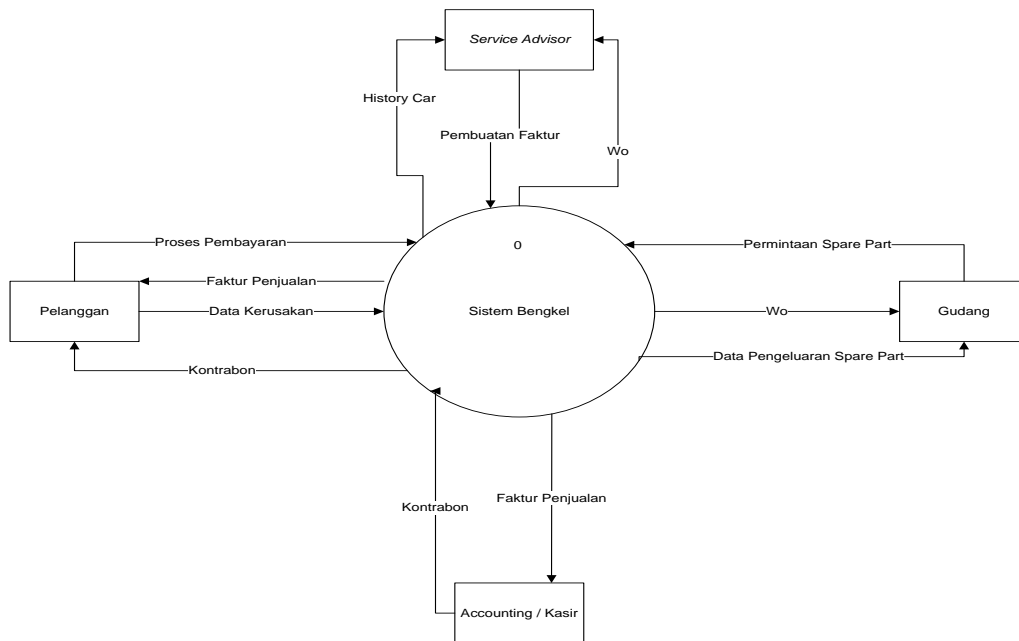 Service Advisor
History Car
Pembuatan Faktur
Wo
0
Proses Pembayaran
Permintaan Spare Part
Faktur Penjualan
Pelanggan
Data Kerusakan
Sistem Bengkel
Wo
Gudang
Data Pengeluaran Spare Part
Kontrabon
Faktur Penjualan
Kontrabon
Accounting / Kasir